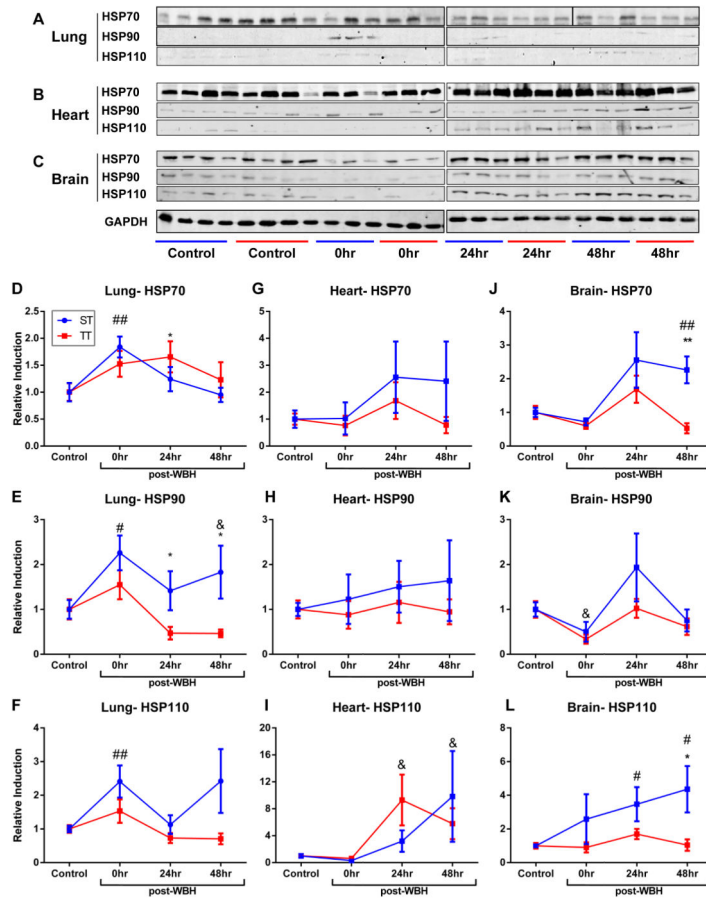 A HSP70
Lung HSP90
HSP110
B HSP70
Heart HSP90
HSP110
C HSP70
Brain HSP90
HSP110
GAPDH
Control Control 0hr 0hr 24hr 24hr 48hr 48hr
D Lung- HSP70
Relative Induction
2.5
2.0
1.5
1.0
0.5
0.0
ST
TT
##
*
Control 0hr 24hr 48hr
post-WBH
G Heart- HSP70
5
4
3
2
1
0
Control 0hr 24hr 48hr
post-WBH
J Brain- HSP70
4
3
2
1
0
##
**
Control 0hr 24hr 48hr
post-WBH
E Lung- HSP90
Relative Induction
3
2
1
0
#
*
&
*
Control 0hr 24hr 48hr
post-WBH
H Heart- HSP90
3
2
1
0
Control 0hr 24hr 48hr
post-WBH
K Brain- HSP90
3
2
1
0
&
Control 0hr 24hr 48hr
post-WBH
F Lung- HSP110
Relative Induction
4
3
2
1
0
##
Control 0hr 24hr 48hr
post-WBH
I Heart- HSP110
20
16
12
8
4
0
&
&
Control 0hr 24hr 48hr
post-WBH
L Brain- HSP110
8
6
4
2
0
#
#
*
Control 0hr 24hr 48hr
post-WBH